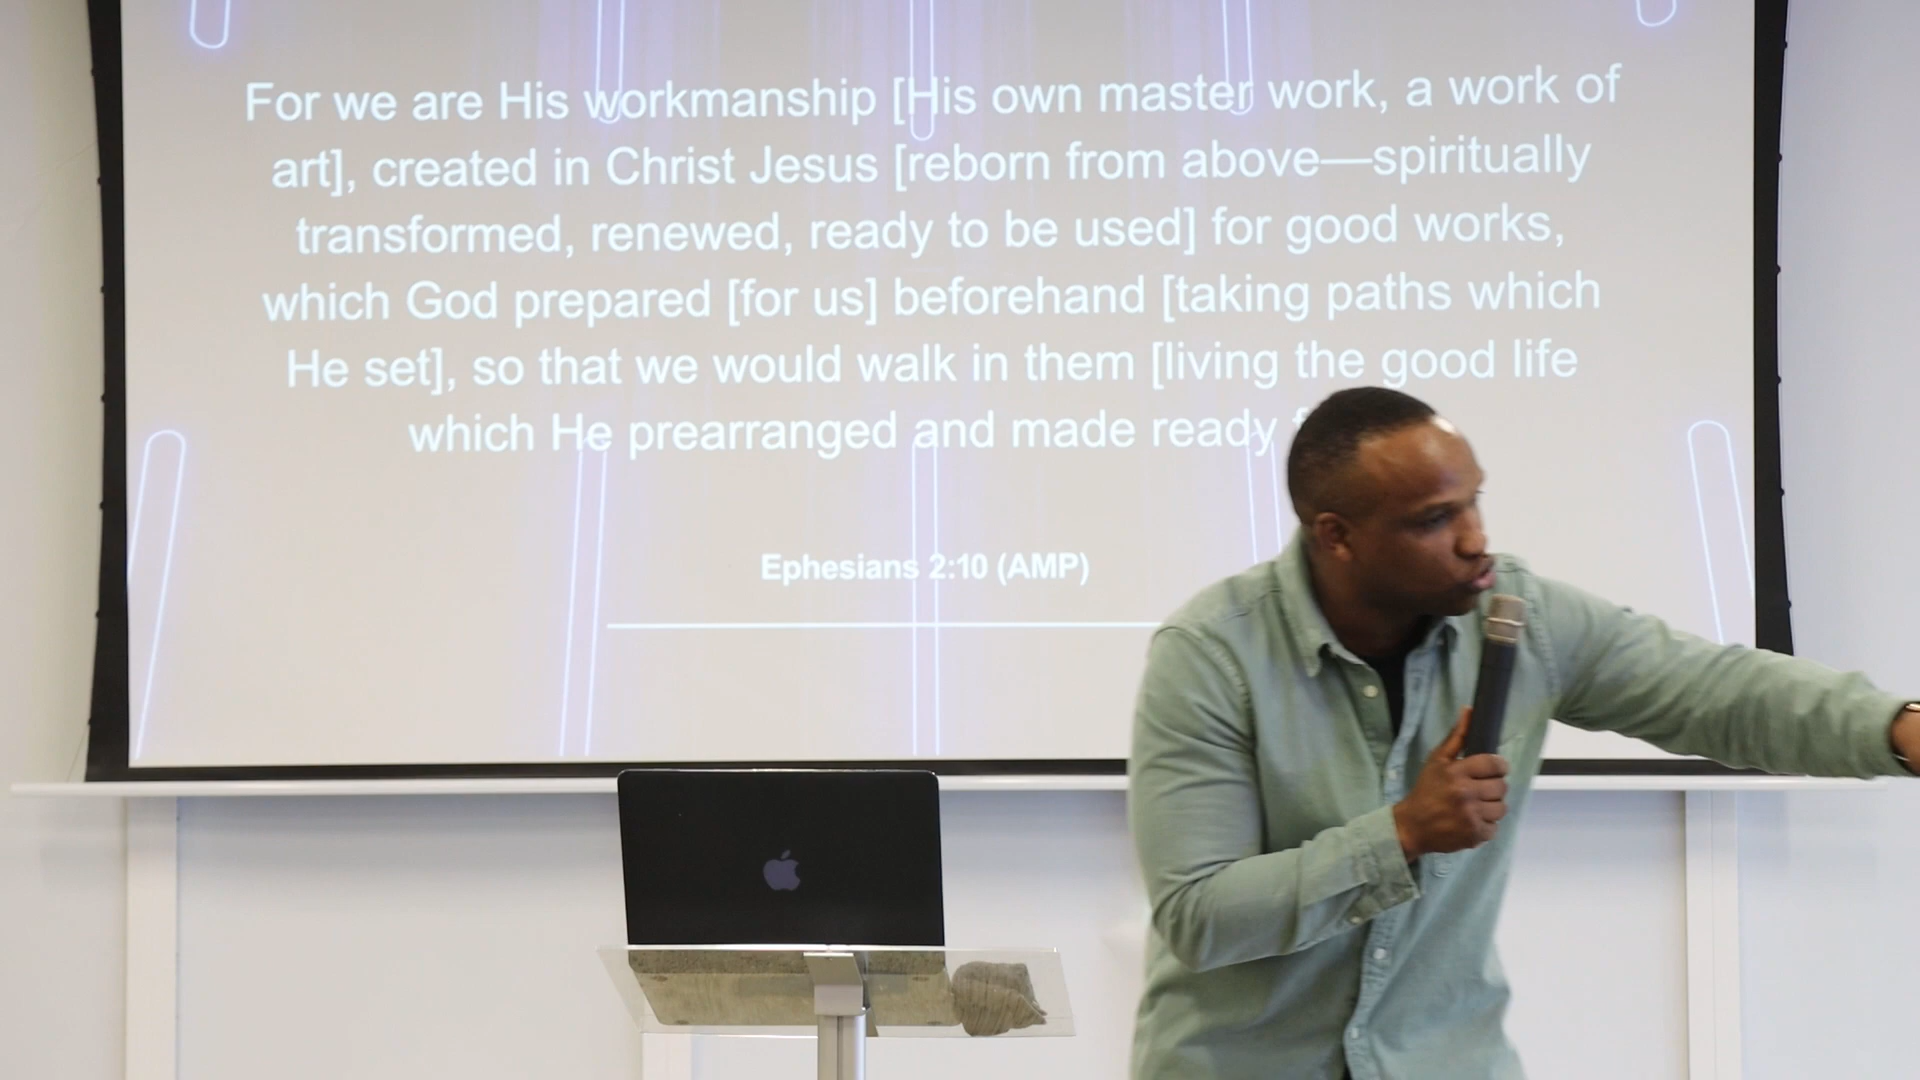 For we are His workmanship [His own master work, a work of
art], created in Christ Jesus [reborn from above—spiritually
transformed, renewed, ready to be used] for good works,
which God prepared [for us] beforehand [taking paths which
He set], so that we would walk in them [living the good life
which He prearranged and made ready
Ephesians 2:10 (AMP)